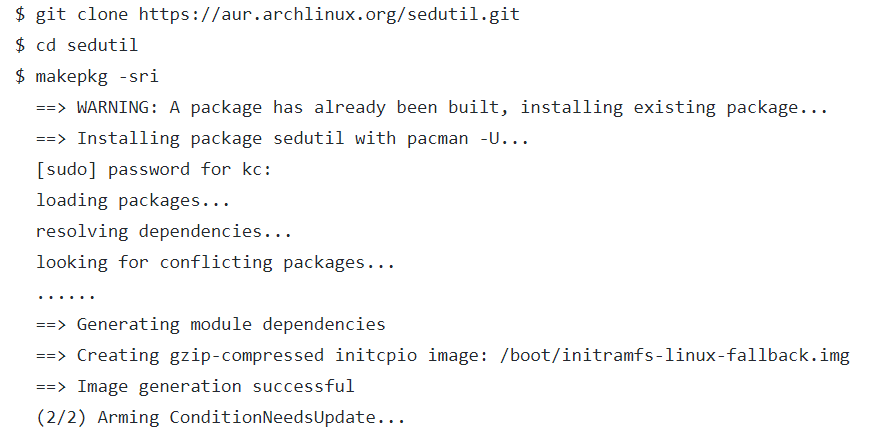 $ git clone https://aur.archlinux.org/sedutil.git
$ cd sedutil
$ makepkg -sri
==> WARNING: A package has already been built, installing existing package...
==> Installing package sedutil with pacman -U...
[sudo] password for kc:
loading packages...
resolving dependencies...
looking for conflicting packages...
......
==> Generating module dependencies
==> Creating gzip-compressed initcpio image: /boot/initramfs-linux-fallback.img
==> Image generation successful
(2/2) Arming ConditionNeedsUpdate...